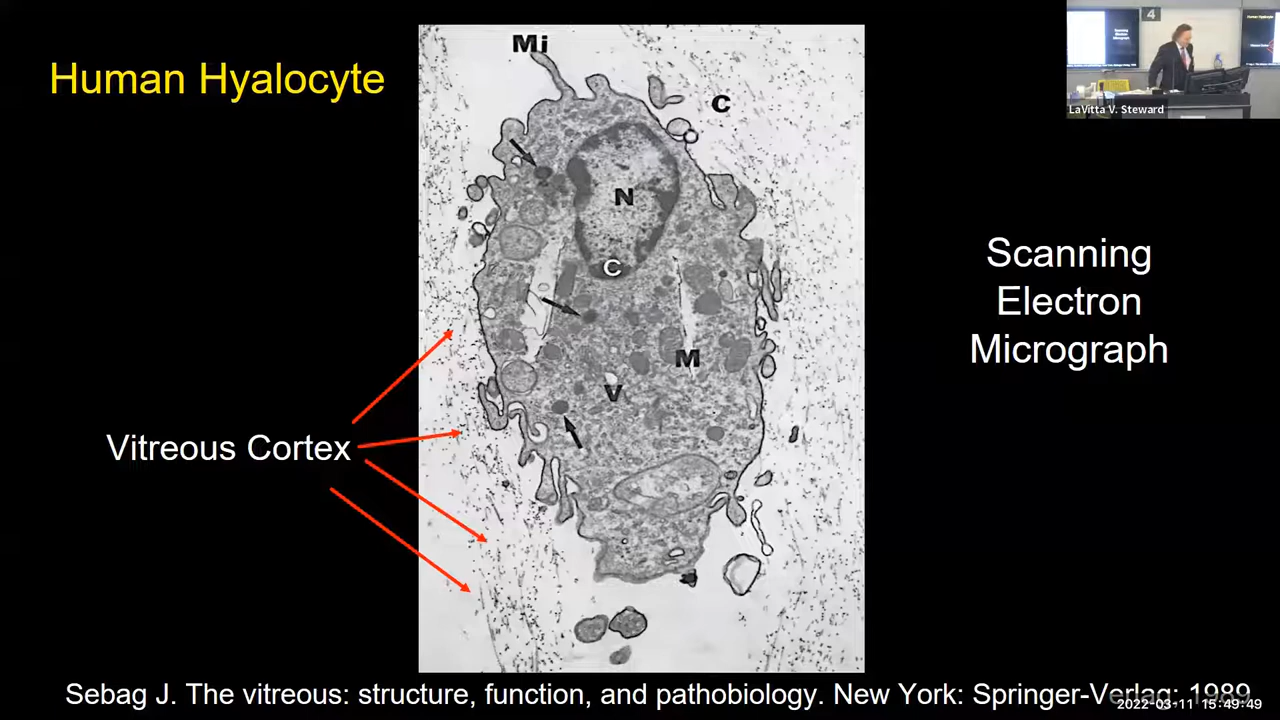 Human Hyalocyte
Mi
C
N
C
M
V
Scanning
Electron
Micrograph
Vitreous Cortex
Sebag J. The vitreous: structure, function, and pathobiology. New York: Springer-Verlag; 1989
2022-03-11 15:49:49
4
LaVitta V. Steward